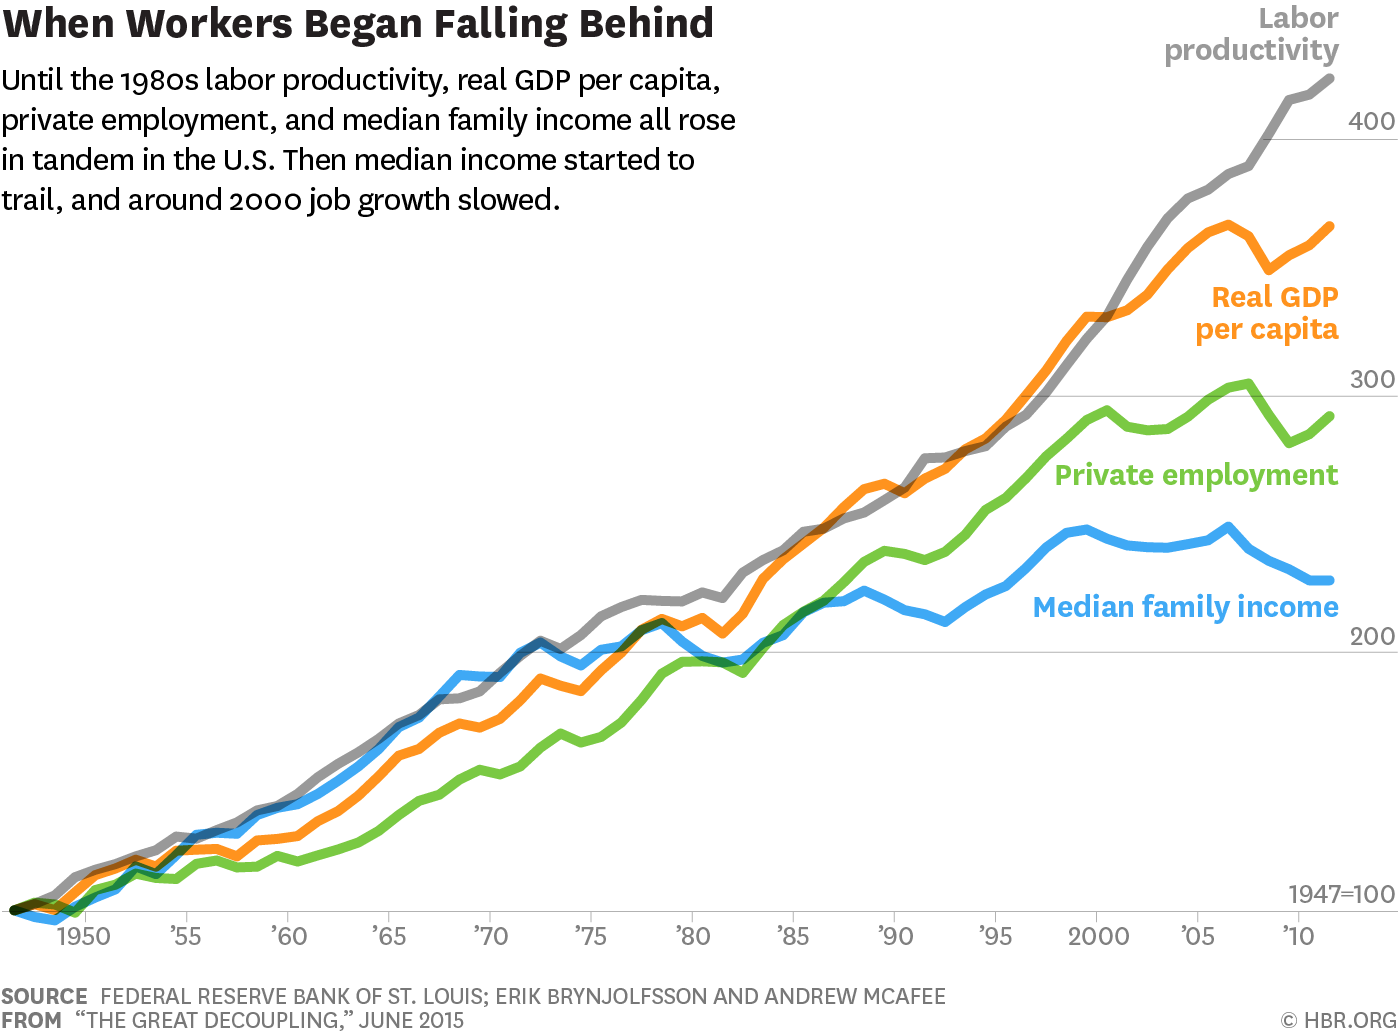 When Workers Began Falling Behind
Until the 1980s labor productivity, real GDP per capita,
private employment, and median family income all rose
in tandem in the U.S. Then median income started to
trail, and around 2000 job growth slowed.
Labor
productivity
400
Real GDP
per capita
300
Private employment
Median family income
200
1947=100
1950 ’55 ’60 ’65 ’70 ’75 ’80 ’85 ’90 ’95 2000 ’05 ’10
SOURCE FEDERAL RESERVE BANK OF ST. LOUIS; ERIK BRYNJOLFSSON AND ANDREW MCAFEE
FROM “THE GREAT DECOUPLING,” JUNE 2015
© HBR.ORG